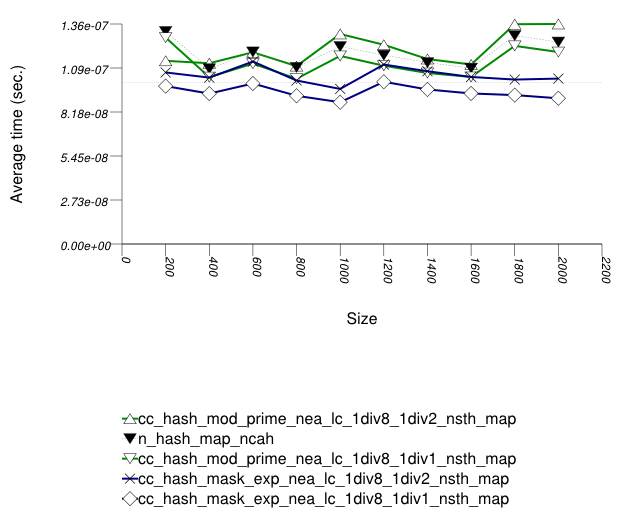 1.36e-07
1.09e-07
8.18e-08
5.45e-08
2.73e-08
0.00e+00
Average time (sec.)
0
200
400
600
800
1000
1200
1400
1600
1800
2000
2200
Size
cc_hash_mod_prime_nea_lc_1div8_1div2_nsth_map
n_hash_map_ncah
cc_hash_mod_prime_nea_lc_1div8_1div1_nsth_map
cc_hash_mask_exp_nea_lc_1div8_1div2_nsth_map
cc_hash_mask_exp_nea_lc_1div8_1div1_nsth_map